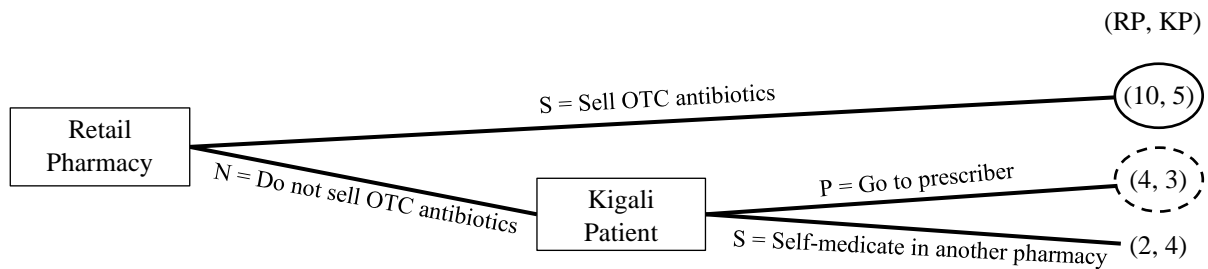 (RP, KP)
S = Sell OTC antibiotics
(10, 5)
Retail
Pharmacy
N = Do not sell OTC antibiotics
P = Go to prescriber
(4, 3)
Kigali
Patient
S = Self-medicate in another pharmacy
(2, 4)